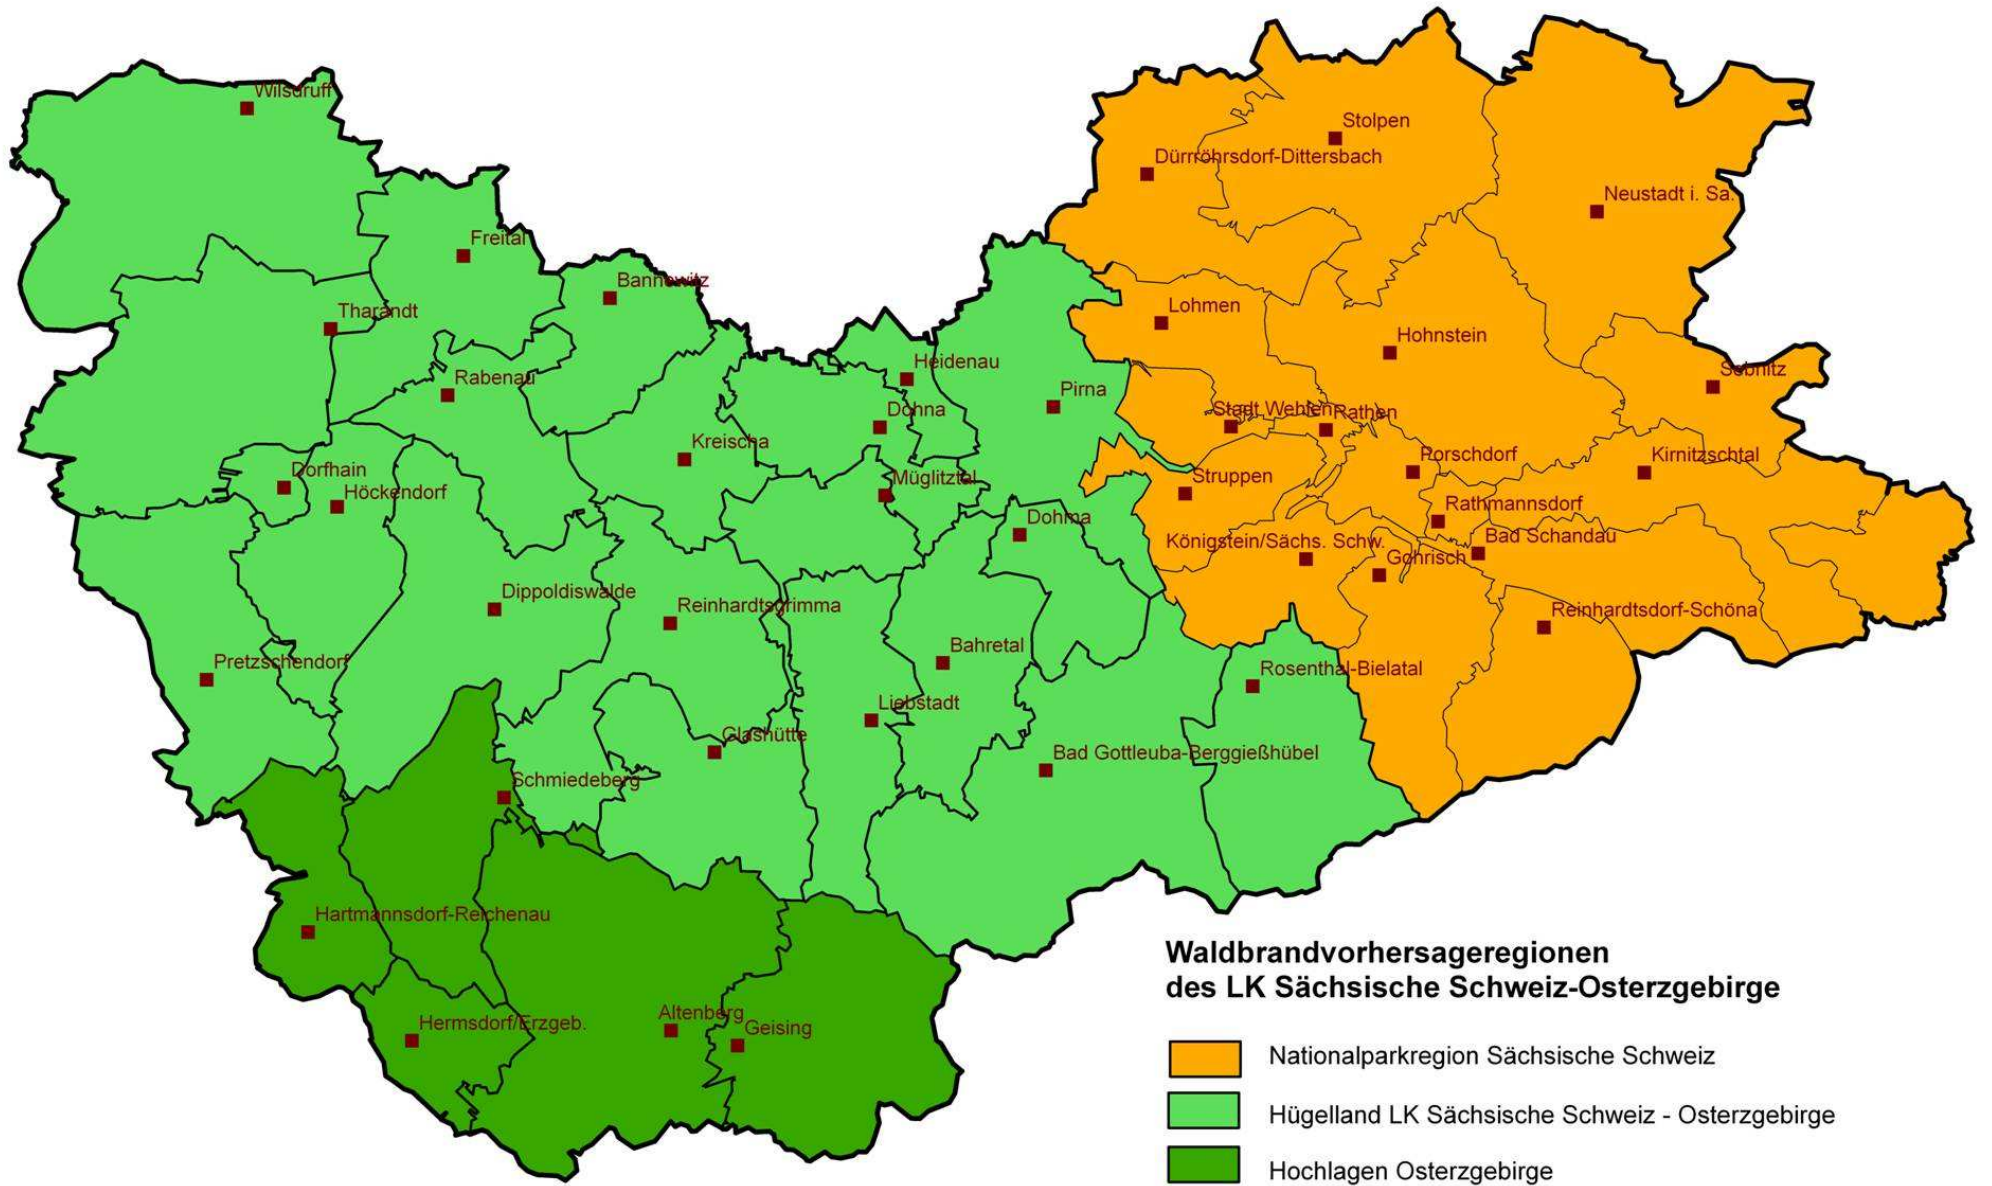 Wilsdruff
Stolpen
Dürrröhrsdorf-Dittersbach
Neustadt i. Sa.
Freital
Bannewitz
Tharandt
Lohmen
Hohnstein
Heidenau
Sebnitz
Rabenau
Pirna
Dohna
Stadt Wehlen
Rathen
Kreischa
Porschdorf
Kirnitzschtal
Dorfhain
Müglitztal
Struppen
Höckendorf
Rathmannsdorf
Dohma
Bad Schandau
Königstein/Sächs. Schw.
Gohrisch
Dippoldiswalde
Reinhardtsgrimma
Reinhardtsdorf-Schöna
Bahretal
Pretzschendorf
Rosenthal-Bielatal
Liebstadt
Glashütte
Bad Gottleuba-Berggießhübel
Schmiedeberg
Hartmannsdorf-Reichenau
Altenberg
Hermsdorf/Erzgeb.
Geising
Waldbrandvorhersageregionen
des LK Sächsische Schweiz-Osterzgebirge
Nationalparkregion Sächsische Schweiz
Hügelland LK Sächsische Schweiz - Osterzgebirge
Hochlagen Osterzgebirge